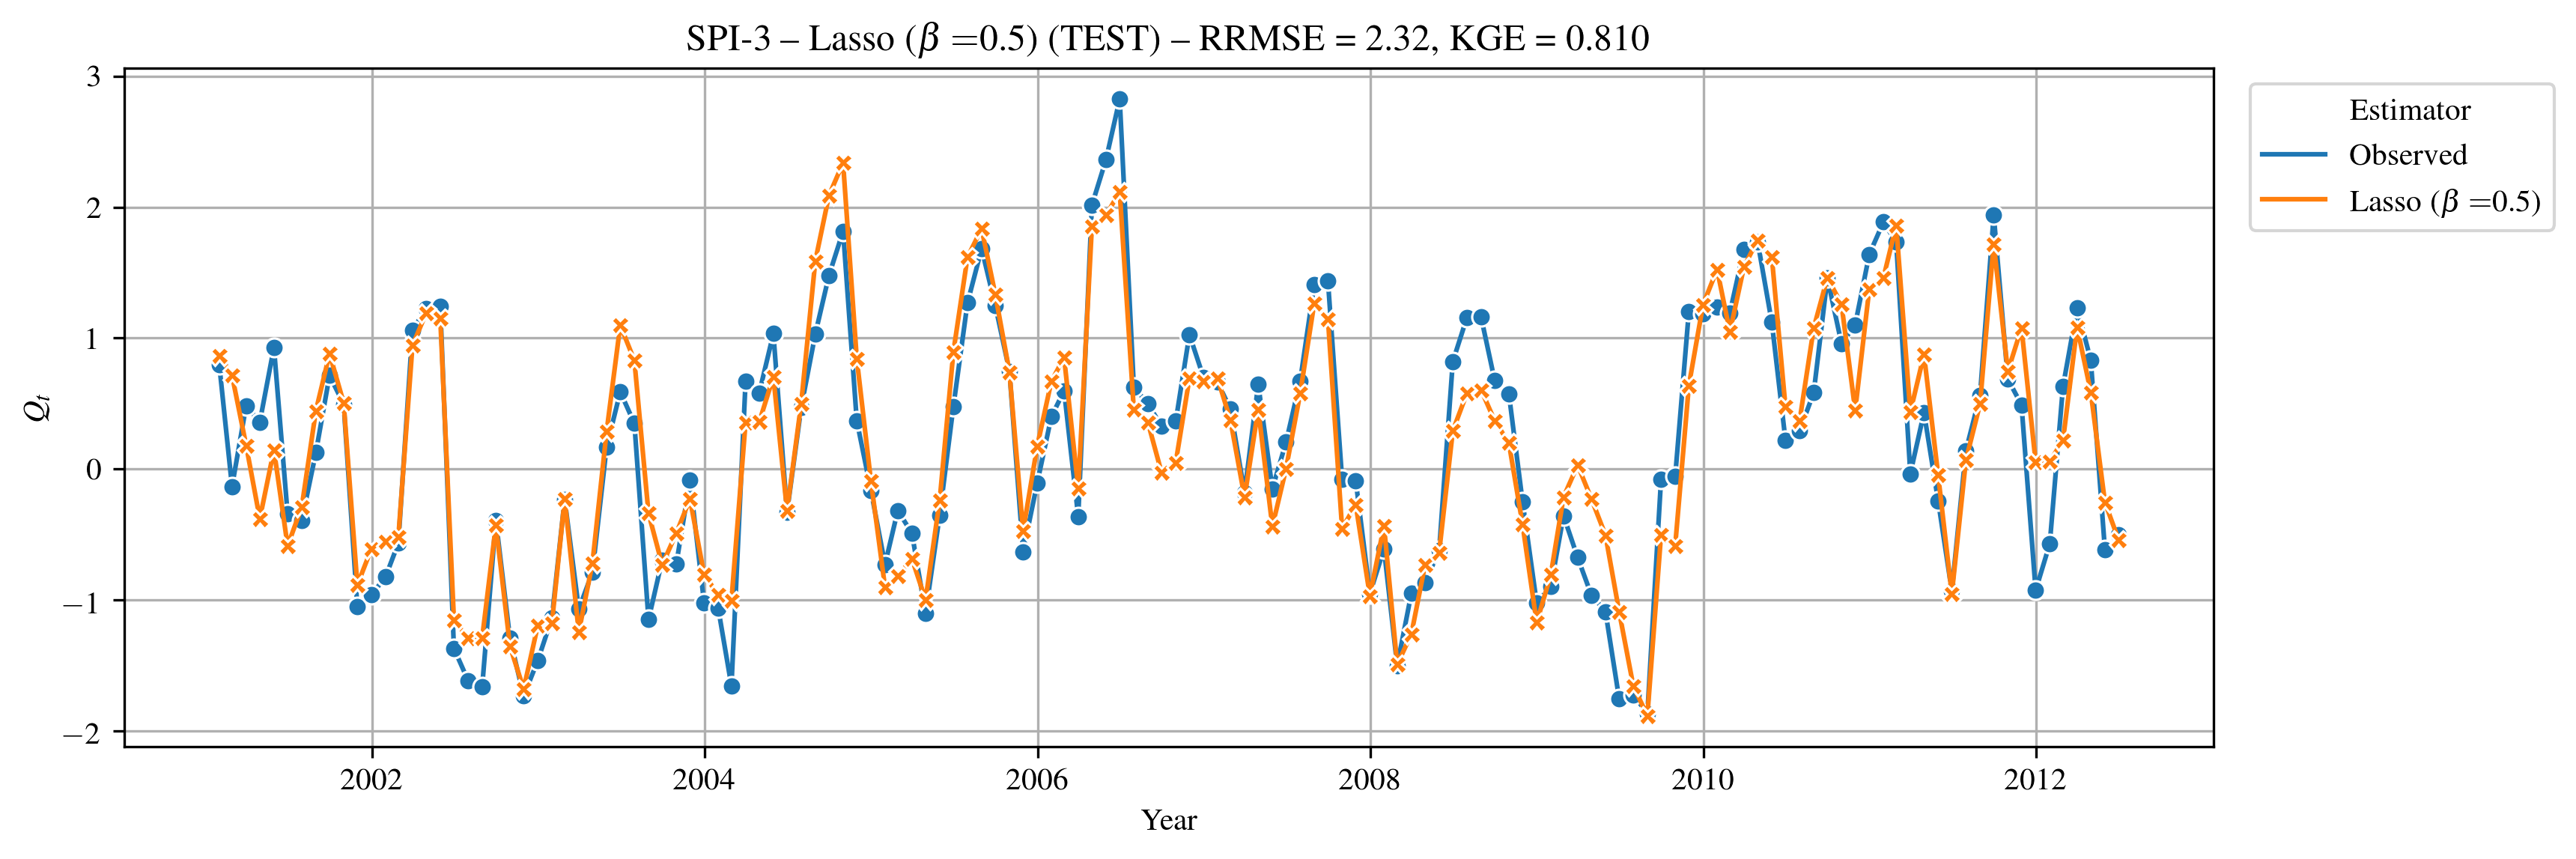 SPI-3 – Lasso (β =0.5) (TEST) – RRMSE = 2.32, KGE = 0.810
3
2
1
0
−1
−2
Qt
2002
2004
2006
2008
2010
2012
Year
Estimator
Observed
Lasso (β =0.5)